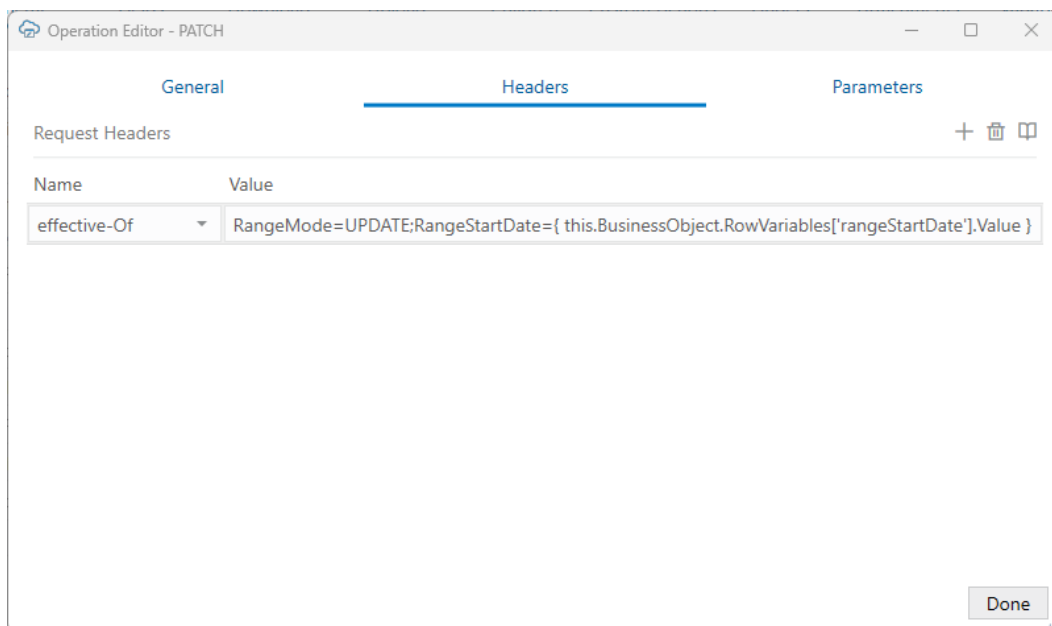 Operation Editor - PATCH
General Headers Parameters
Request Headers
Name Value
effective-Of RangeMode=UPDATE;RangeStartDate={ this.BusinessObject.RowVariables['rangeStartDate'].Value }
Done